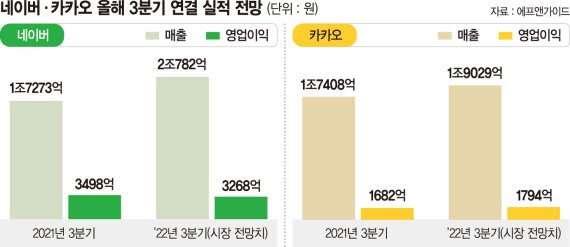 네이버·카카오 올해 3분기 연결 실적 전망 (단위 : 원)
자료 : 에프앤가이드
네이버
매출 영업이익
1조7273억
3498억
2조782억
3268억
2021년 3분기
'22년 3분기(시장 전망치)
카카오
매출 영업이익
1조7408억
1682억
1조9029억
1794억
2021년 3분기
'22년 3분기(시장 전망치)